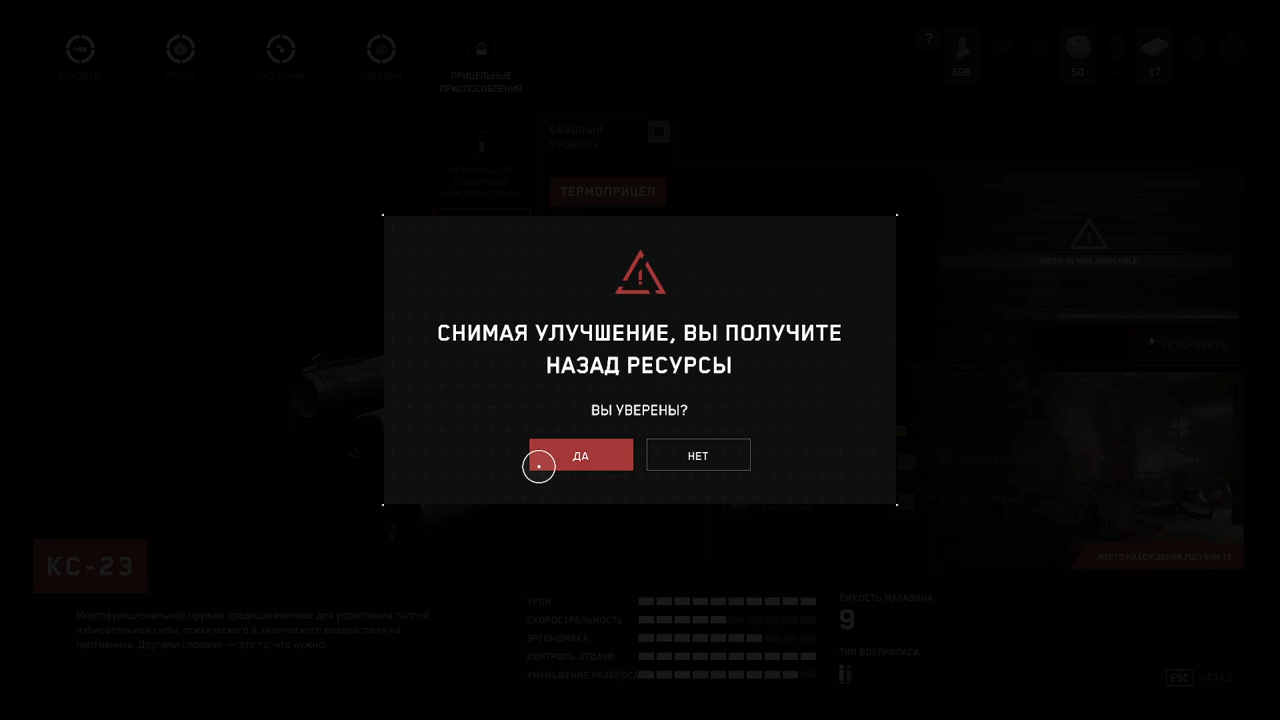 РУКОЯТЬ
СТВОЛ
КАССЕТНИК
МАГАЗИН
ПРИЦЕЛЬНЫЕ
ПРИСПОСОБЛЕНИЯ
?
698
50
17
БАЗОВЫЙ
УРОВЕНЬ
ТЕРМОПРИЦЕЛ
VIDEO IS NOT AVAILABLE
СНИМАЯ УЛУЧШЕНИЕ, ВЫ ПОЛУЧИТЕ
НАЗАД РЕСУРСЫ
ВЫ УВЕРЕНЫ?
ДА
НЕТ
УСТАНОВИТЬ
МЕСТО НАХОЖДЕНИЯ POLYGON 12
КС-23
Многофункциональное оружие предназначенное для управления толпой,
избирательной силы, психического и химического воздействия на
противника. Другими словами — это то, что нужно.
УРОН
СКОРОСТРЕЛЬНОСТЬ
ЭРГОНОМИКА
КОНТРОЛЬ ОТДАЧИ
УМЕНЬШЕНИЕ РАЗБРОСА
ЁМКОСТЬ МАГАЗИНА
9
ТИП БОЕПРИПАСА
ESC НАЗАД